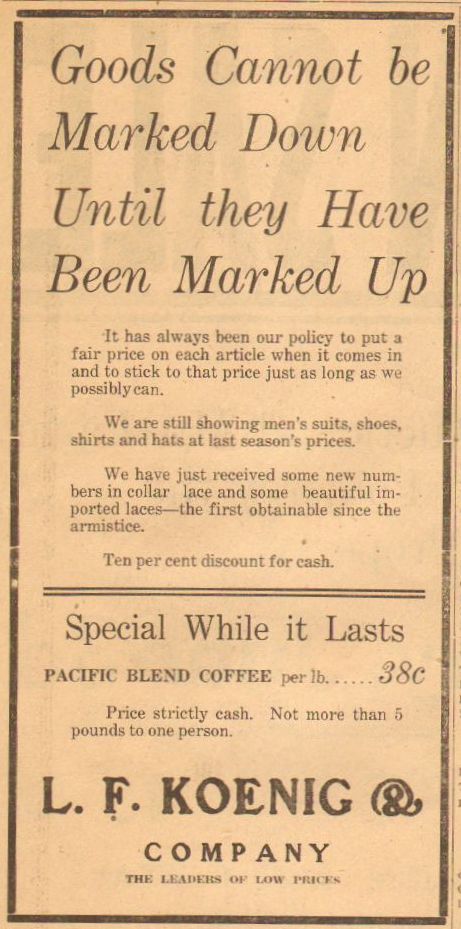 Goods Cannot be
Marked Down
Until they Have
Been Marked Up
It has always been our policy to put a
fair price on each article when it comes in
and to stick to that price just as long as we
possibly can.
We are still showing men's suits, shoes,
shirts and hats at last season's prices.
We have just received some new num-
bers in collar lace and some beautiful im-
ported laces—the first obtainable since the
armistice.
Ten per cent discount for cash.
Special While it Lasts
PACIFIC BLEND COFFEE per lb. ..... 38c
Price strictly cash. Not more than 5
pounds to one person.
L. F. KOENIG &
COMPANY
THE LEADERS OF LOW PRICES